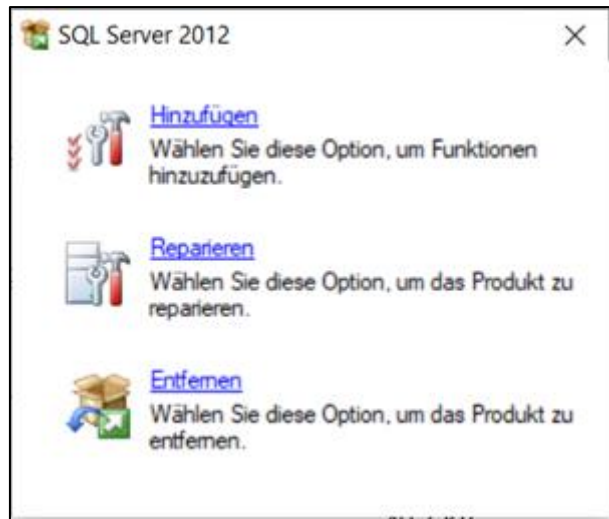 SQL Server 2012
Hinzufügen
Wählen Sie diese Option, um Funktionen
hinzuzufügen.
Reparieren
Wählen Sie diese Option, um das Produkt zu
reparieren.
Entfernen
Wählen Sie diese Option, um das Produkt zu
entfernen.